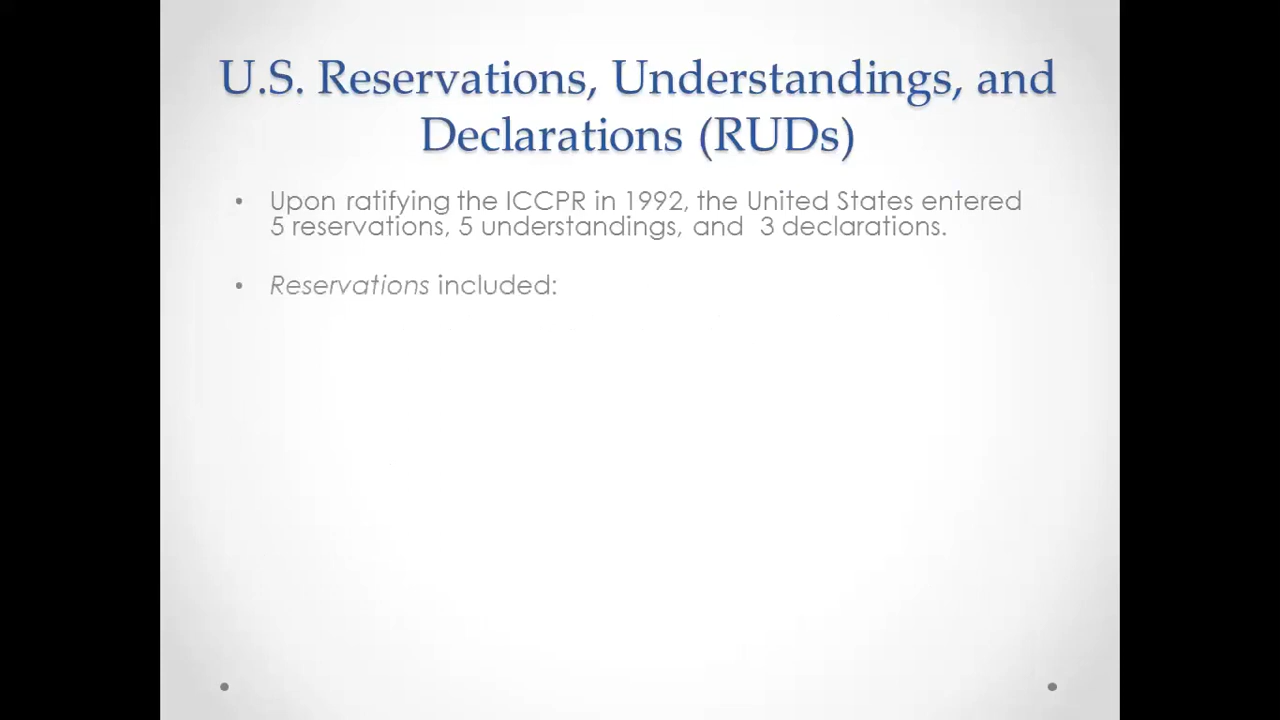 U.S. Reservations, Understandings, and
Declarations (RUDs)
• Upon ratifying the ICCPR in 1992, the United States entered
5 reservations, 5 understandings, and  3 declarations.
• Reservations included: